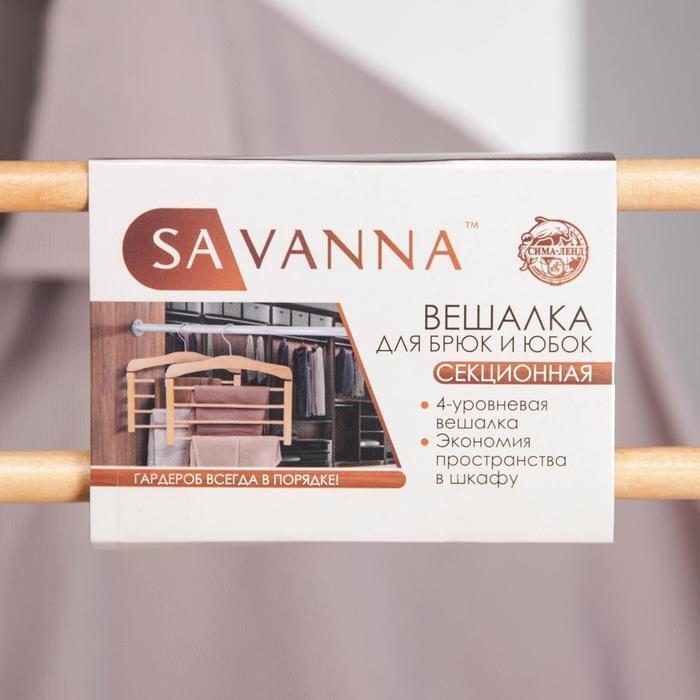 SAVANNA™
СИМА-ЛЕНД
ВЕШАЛКА
ДЛЯ БРЮК И ЮБОК
СЕКЦИОННАЯ
• 4-уровневая
вешалка
• Экономия
пространства
в шкафу
ГАРДЕРОБ ВСЕГДА В ПОРЯДКЕ!